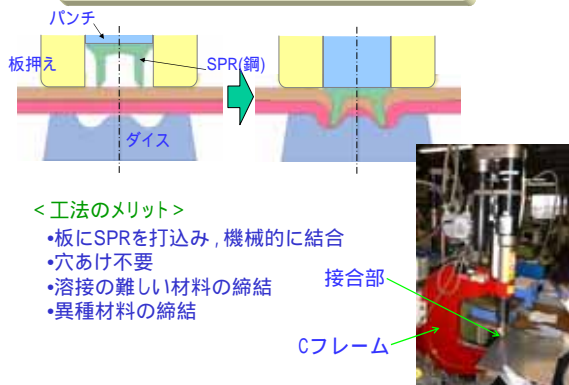 パンチ
板押え
SPR(鋼)
ダイス
<工法のメリット>
•板にSPRを打込み,機械的に結合
•穴あけ不要
•溶接の難しい材料の締結
•異種材料の締結
接合部
Cフレーム